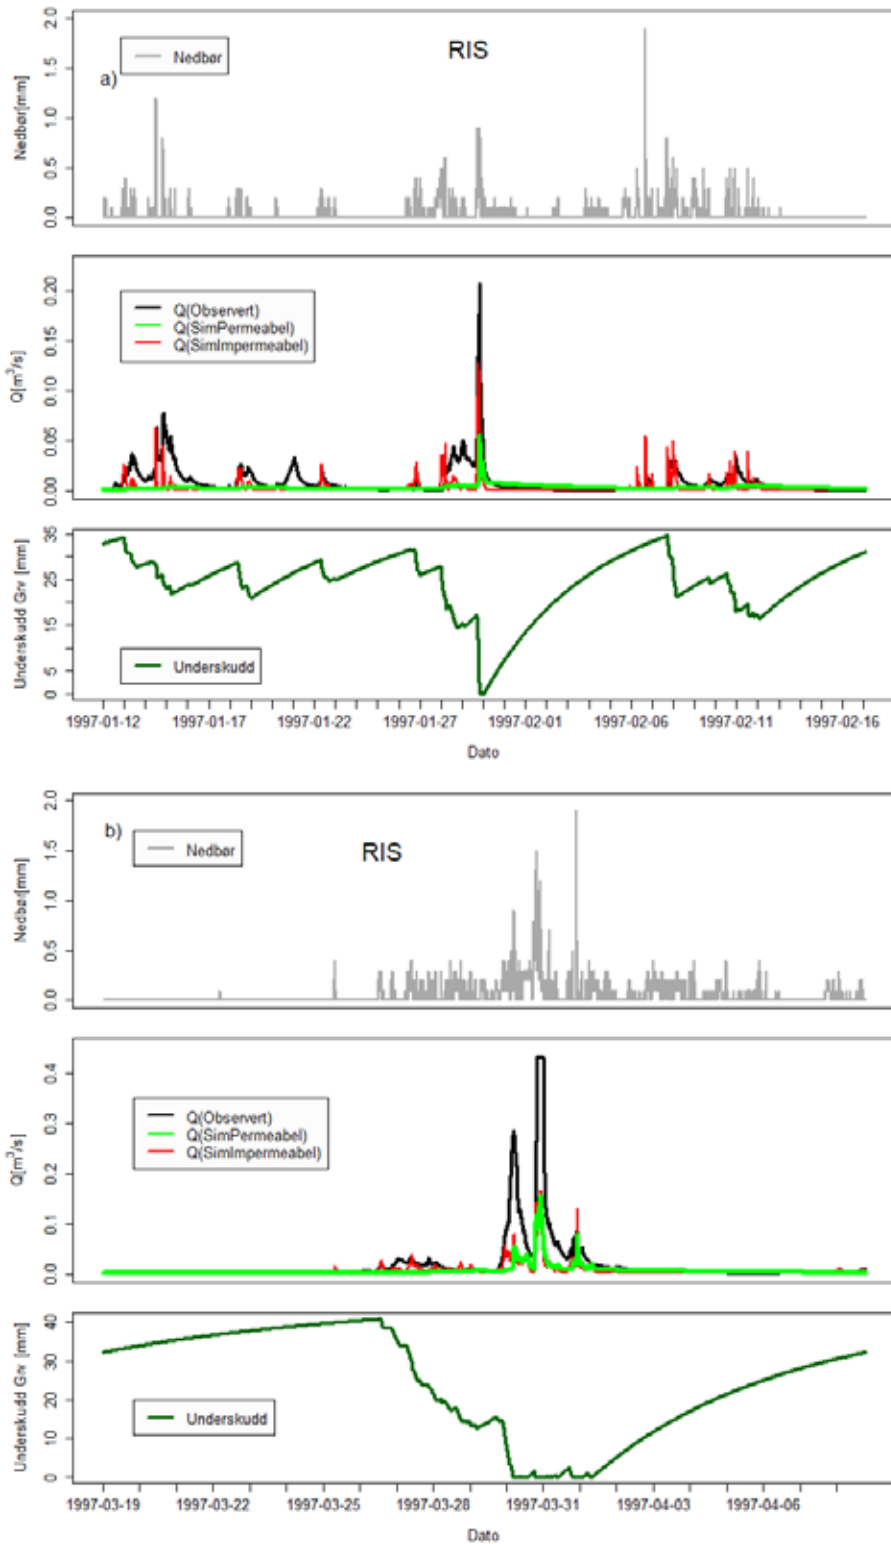 RIS
a)
Nedbør
Nedbør[mm]
2.0
1.5
1.0
0.5
0.0
Q(Observert)
Q(SimPermeabel)
Q(SimImpermeabel)
Q[m³/s]
0.20
0.15
0.10
0.05
0.00
Underskudd Grv [mm]
35
25
15
5
0
Underskudd
1997-01-12 1997-01-17 1997-01-22 1997-01-27 1997-02-01 1997-02-06 1997-02-11 1997-02-16
Dato
b)
Nedbør
RIS
Nedbør[mm]
2.0
1.5
1.0
0.5
0.0
Q(Observert)
Q(SimPermeabel)
Q(SimImpermeabel)
Q[m³/s]
0.4
0.3
0.2
0.1
0.0
Underskudd Grv [mm]
40
30
20
10
0
Underskudd
1997-03-19 1997-03-22 1997-03-25 1997-03-28 1997-03-31 1997-04-03 1997-04-06
Dato